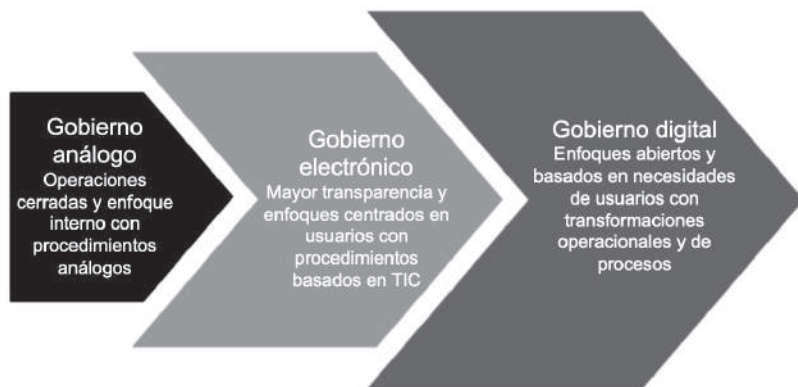 Gobierno
análogo
Operaciones
cerradas y enfoque
interno con
procedimientos
análogos
Gobierno
electrónico
Mayor transparencia y
enfoques centrados en
usuarios con
procedimientos
basados en TIC
Gobierno digital
Enfoques abiertos y
basados en necesidades
de usuarios con
transformaciones
operacionales y de
procesos